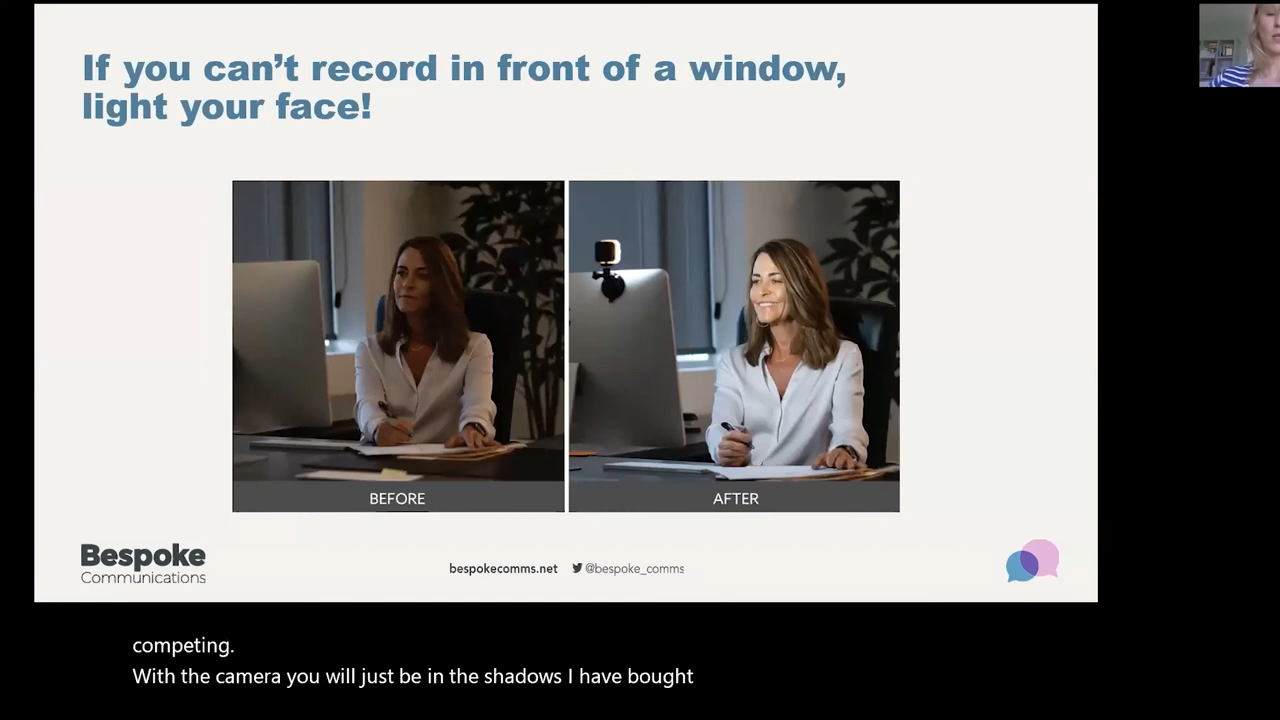 If you can’t record in front of a window,
light your face!
BEFORE
AFTER
Bespoke
Communications
bespokecomms.net
@bespoke_comms
competing.
With the camera you will just be in the shadows I have bought